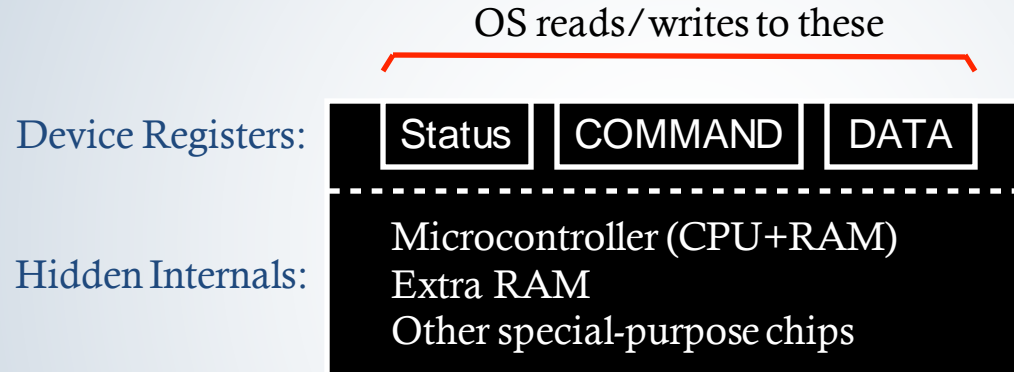 OS reads/writes to these
Device Registers: Status COMMAND DATA
Hidden Internals:
Microcontroller (CPU+RAM)
Extra RAM
Other special-purpose chips